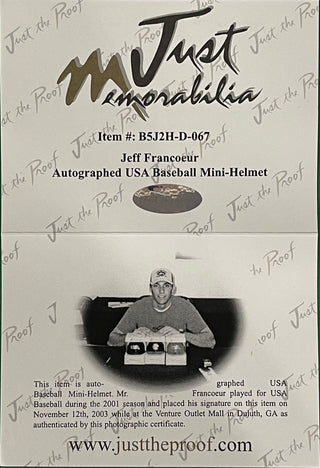 Just
Memorabilia
Item #: B5J2H-D-067
Jeff Francoeur
Autographed USA Baseball Mini-Helmet
This item is auto- graphed USA
Baseball Mini-Helmet. Mr. Francoeur played for USA
Baseball during the 2001 season and placed his signature on this item on
November 12th, 2003 while at the Venture Outlet Mall in Duluth, GA as
authenticated by this photographic certificate.
www.justtheproof.com